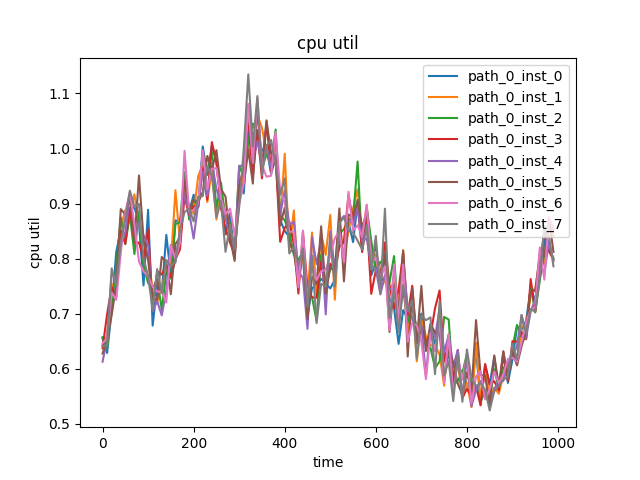 cpu util
1.1
1.0
0.9
0.8
0.7
0.6
0.5
cpu util
path_0_inst_0
path_0_inst_1
path_0_inst_2
path_0_inst_3
path_0_inst_4
path_0_inst_5
path_0_inst_6
path_0_inst_7
0 200 400 600 800 1000
time